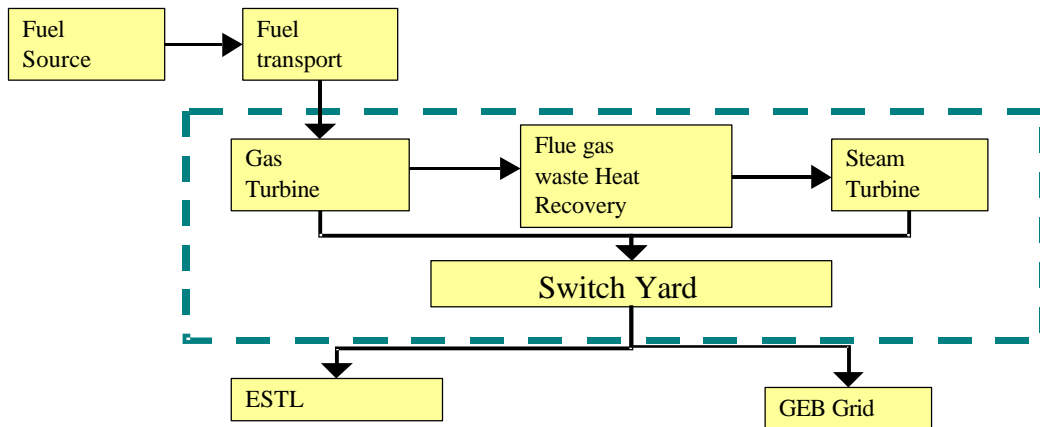 Fuel
Source
Fuel
transport
Gas
Turbine
Flue gas
waste Heat
Recovery
Steam
Turbine
Switch Yard
ESTL
GEB Grid